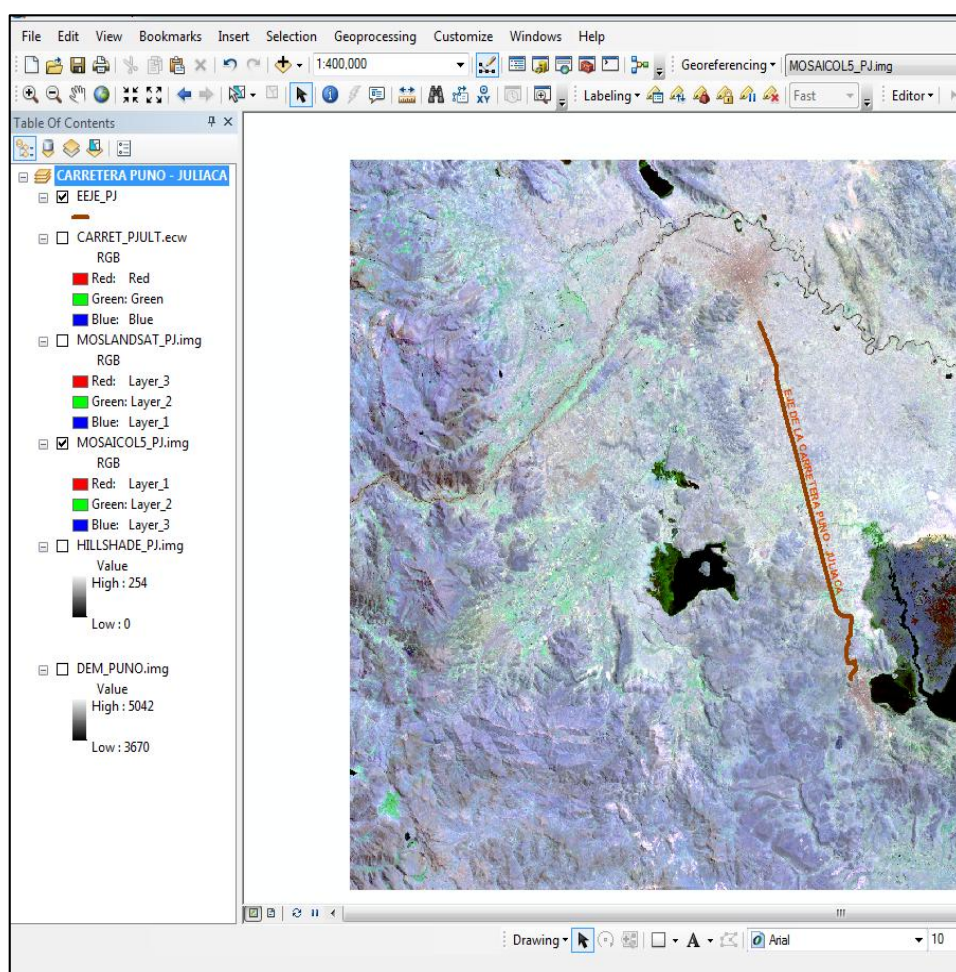 File Edit View Bookmarks Insert Selection Geoprocessing Customize Windows Help
1:400,000 Georeferencing MOSAICOL5_PJ.img
XY Labeling Fast Editor
Table Of Contents
CARRETERA PUNO - JULIACA
EEJE_PJ
CARRET_PJULT.ecw
RGB
Red: Red
Green: Green
Blue: Blue
MOSLANDSAT_PJ.img
RGB
Red: Layer_3
Green: Layer_2
Blue: Layer_1
MOSAICOL5_PJ.img
RGB
Red: Layer_1
Green: Layer_2
Blue: Layer_3
HILLSHADE_PJ.img
Value
High : 254
Low : 0
DEM_PUNO.img
Value
High : 5042
Low : 3670
EJE DE LA CARRETERA PUNO - JULIACA
Drawing A Arial 10